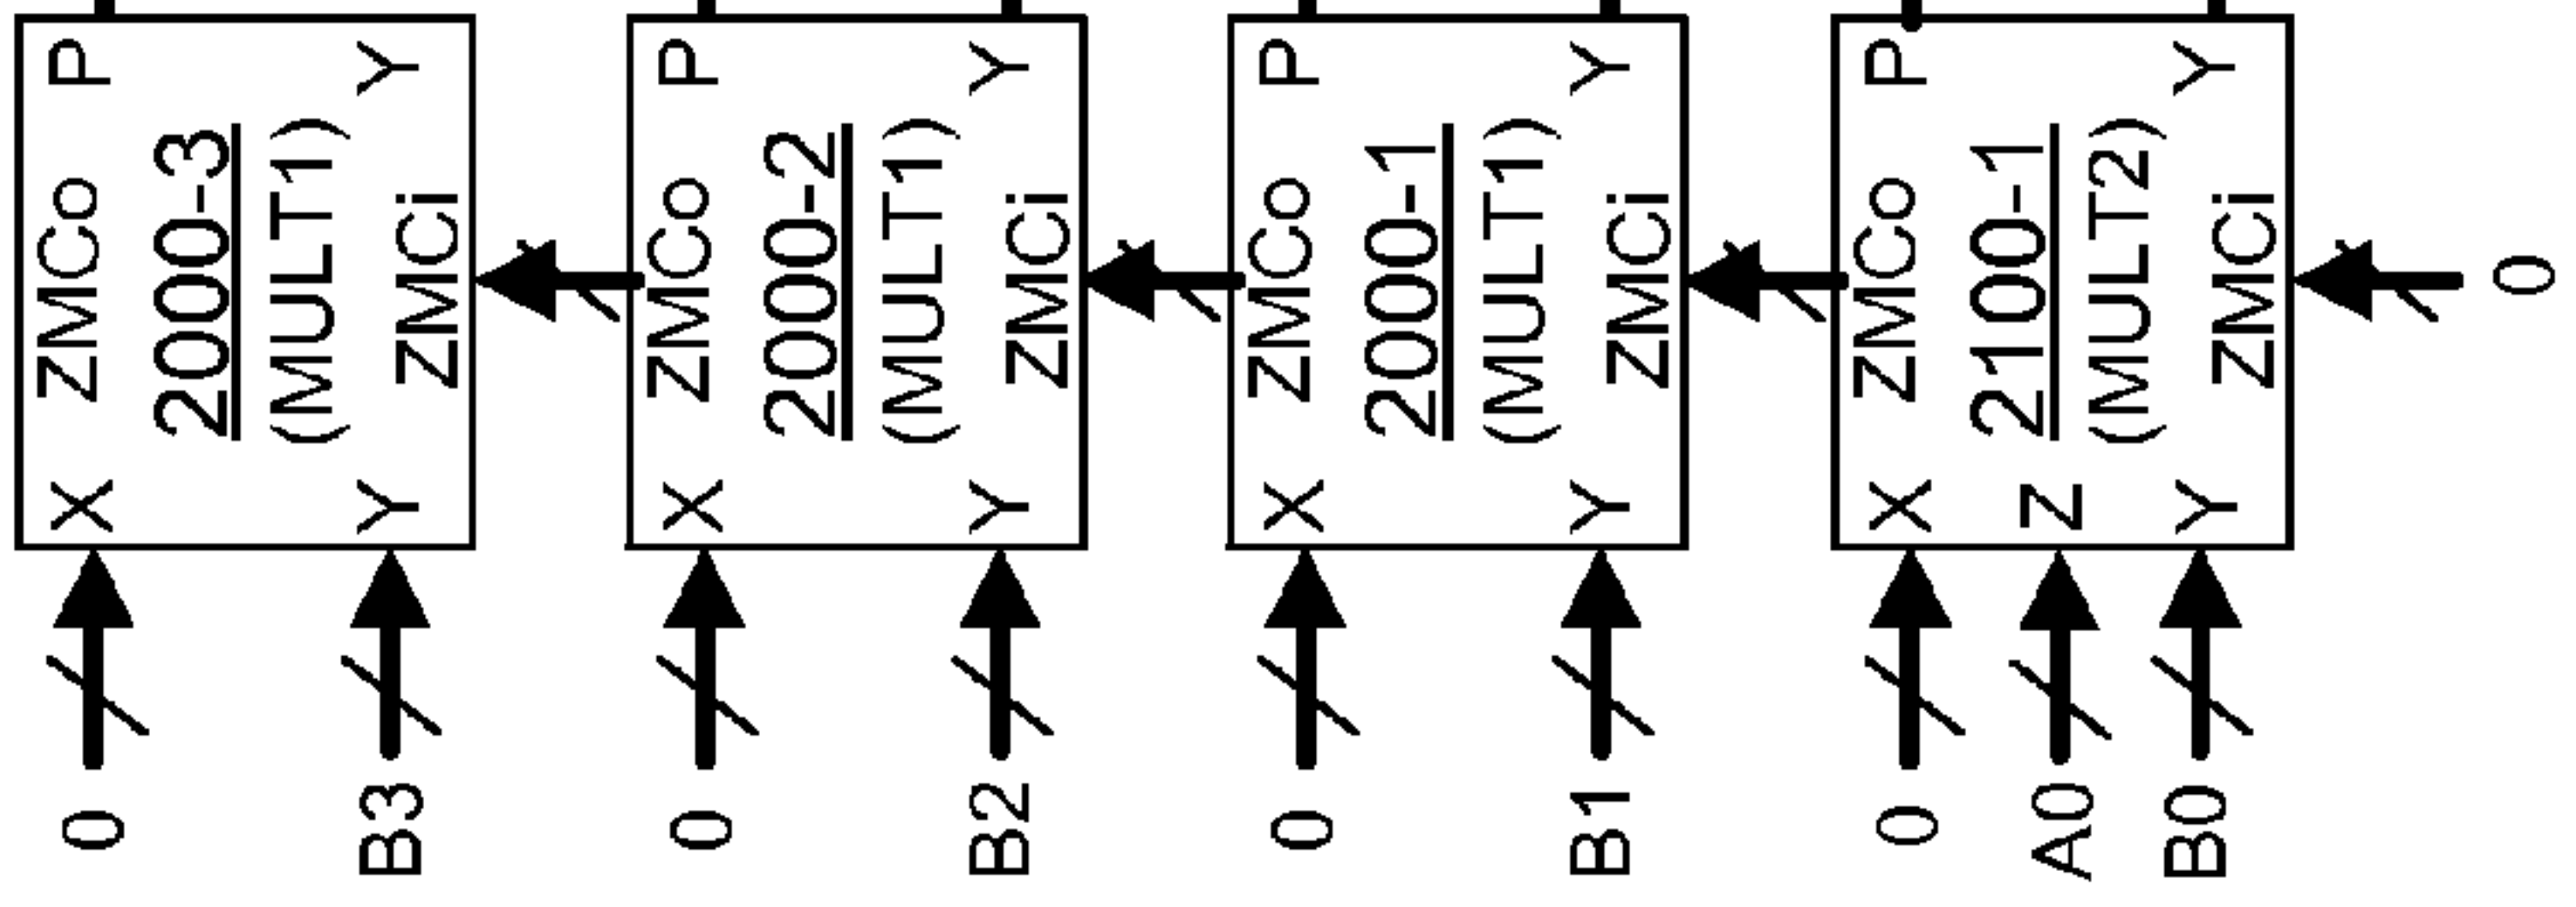 0 X ZMCo P
2000-3
(MULT1)
B3 Y Y
ZMCi
0 X ZMCo P
2000-2
(MULT1)
B2 Y Y
ZMCi
0 X ZMCo P
2000-1
(MULT1)
B1 Y Y
ZMCi
0 X ZMCo P
2100-1
A0 Z
(MULT2)
B0 Y Y
ZMCi
0